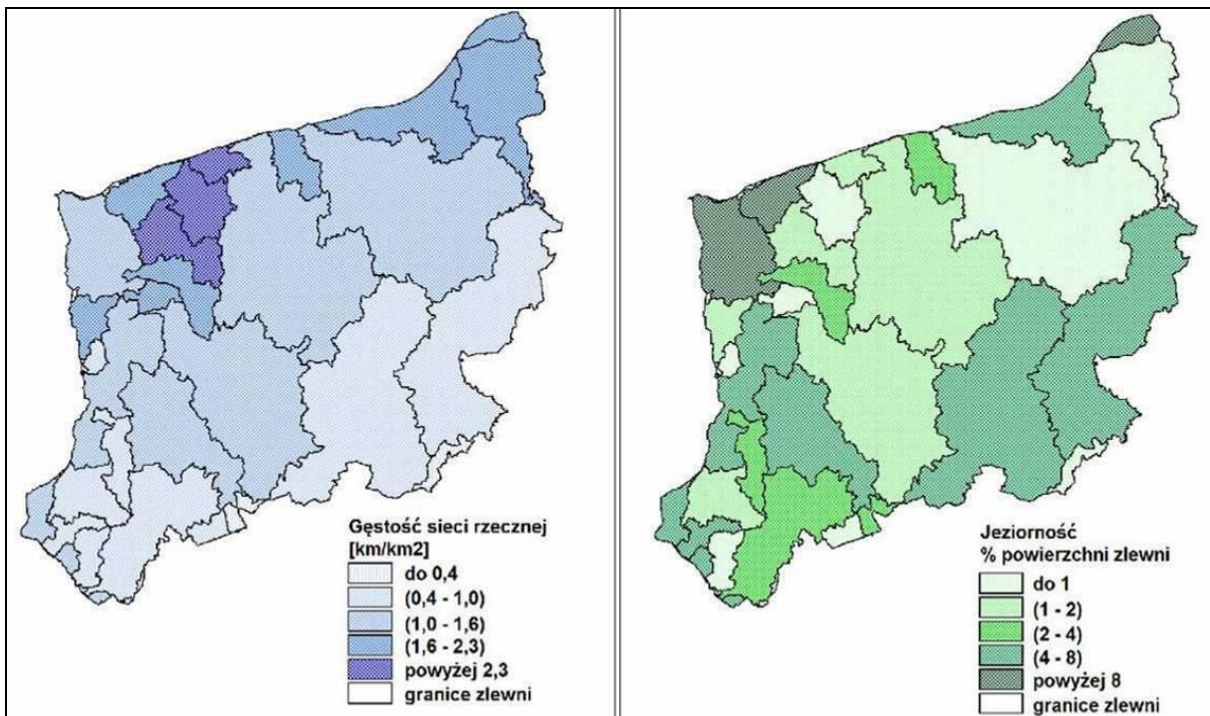 Gęstość sieci rzecznej
[km/km2]
do 0,4
(0,4 - 1,0)
(1,0 - 1,6)
(1,6 - 2,3)
powyżej 2,3
granice zlewni
Jeziorność
% powierzchni zlewni
do 1
(1 - 2)
(2 - 4)
(4 - 8)
powyżej 8
granice zlewni